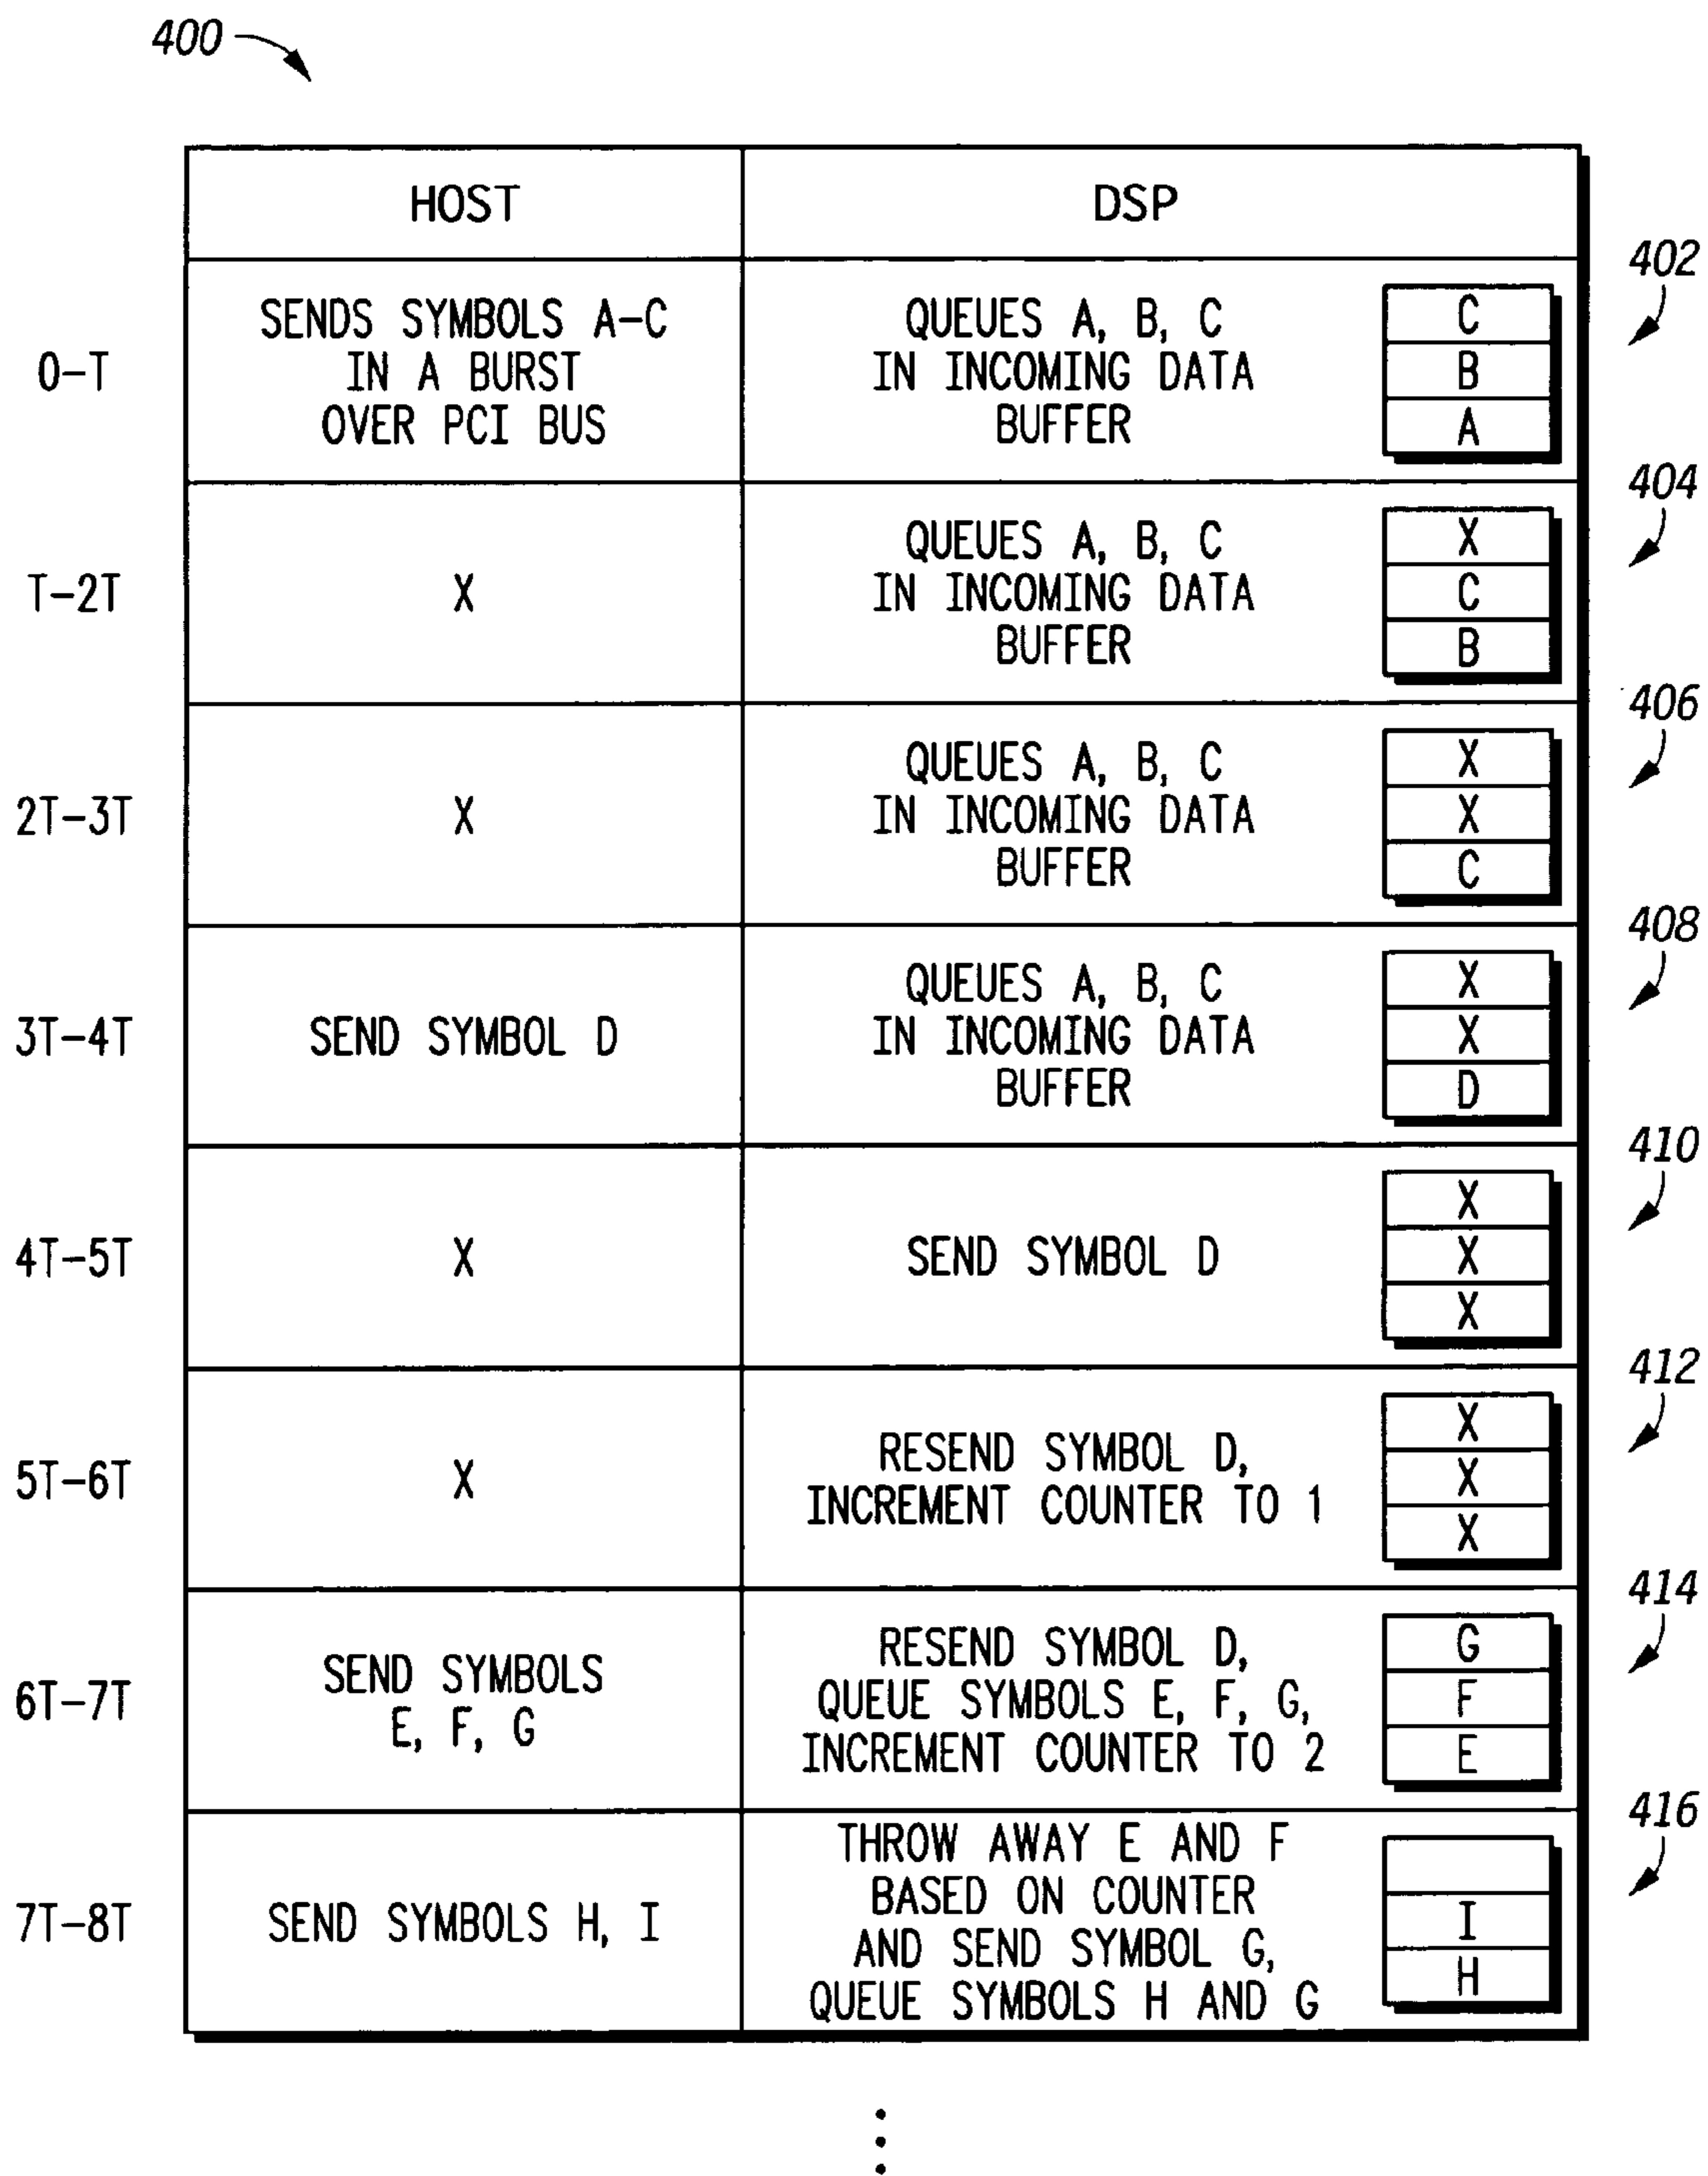 400
HOST
DSP
402
0-T
SENDS SYMBOLS A-C
IN A BURST
OVER PCI BUS
QUEUES A, B, C
IN INCOMING DATA
BUFFER
C
B
A
404
T-2T
X
QUEUES A, B, C
IN INCOMING DATA
BUFFER
X
C
B
406
2T-3T
X
QUEUES A, B, C
IN INCOMING DATA
BUFFER
X
X
C
408
3T-4T
SEND SYMBOL D
QUEUES A, B, C
IN INCOMING DATA
BUFFER
X
X
D
410
4T-5T
X
SEND SYMBOL D
X
X
X
412
5T-6T
X
RESEND SYMBOL D,
INCREMENT COUNTER TO 1
X
X
X
414
6T-7T
SEND SYMBOLS
E, F, G
RESEND SYMBOL D,
QUEUE SYMBOLS E, F, G,
INCREMENT COUNTER TO 2
G
F
E
416
7T-8T
SEND SYMBOLS H, I
THROW AWAY E AND F
BASED ON COUNTER
AND SEND SYMBOL G,
QUEUE SYMBOLS H AND G
I
H